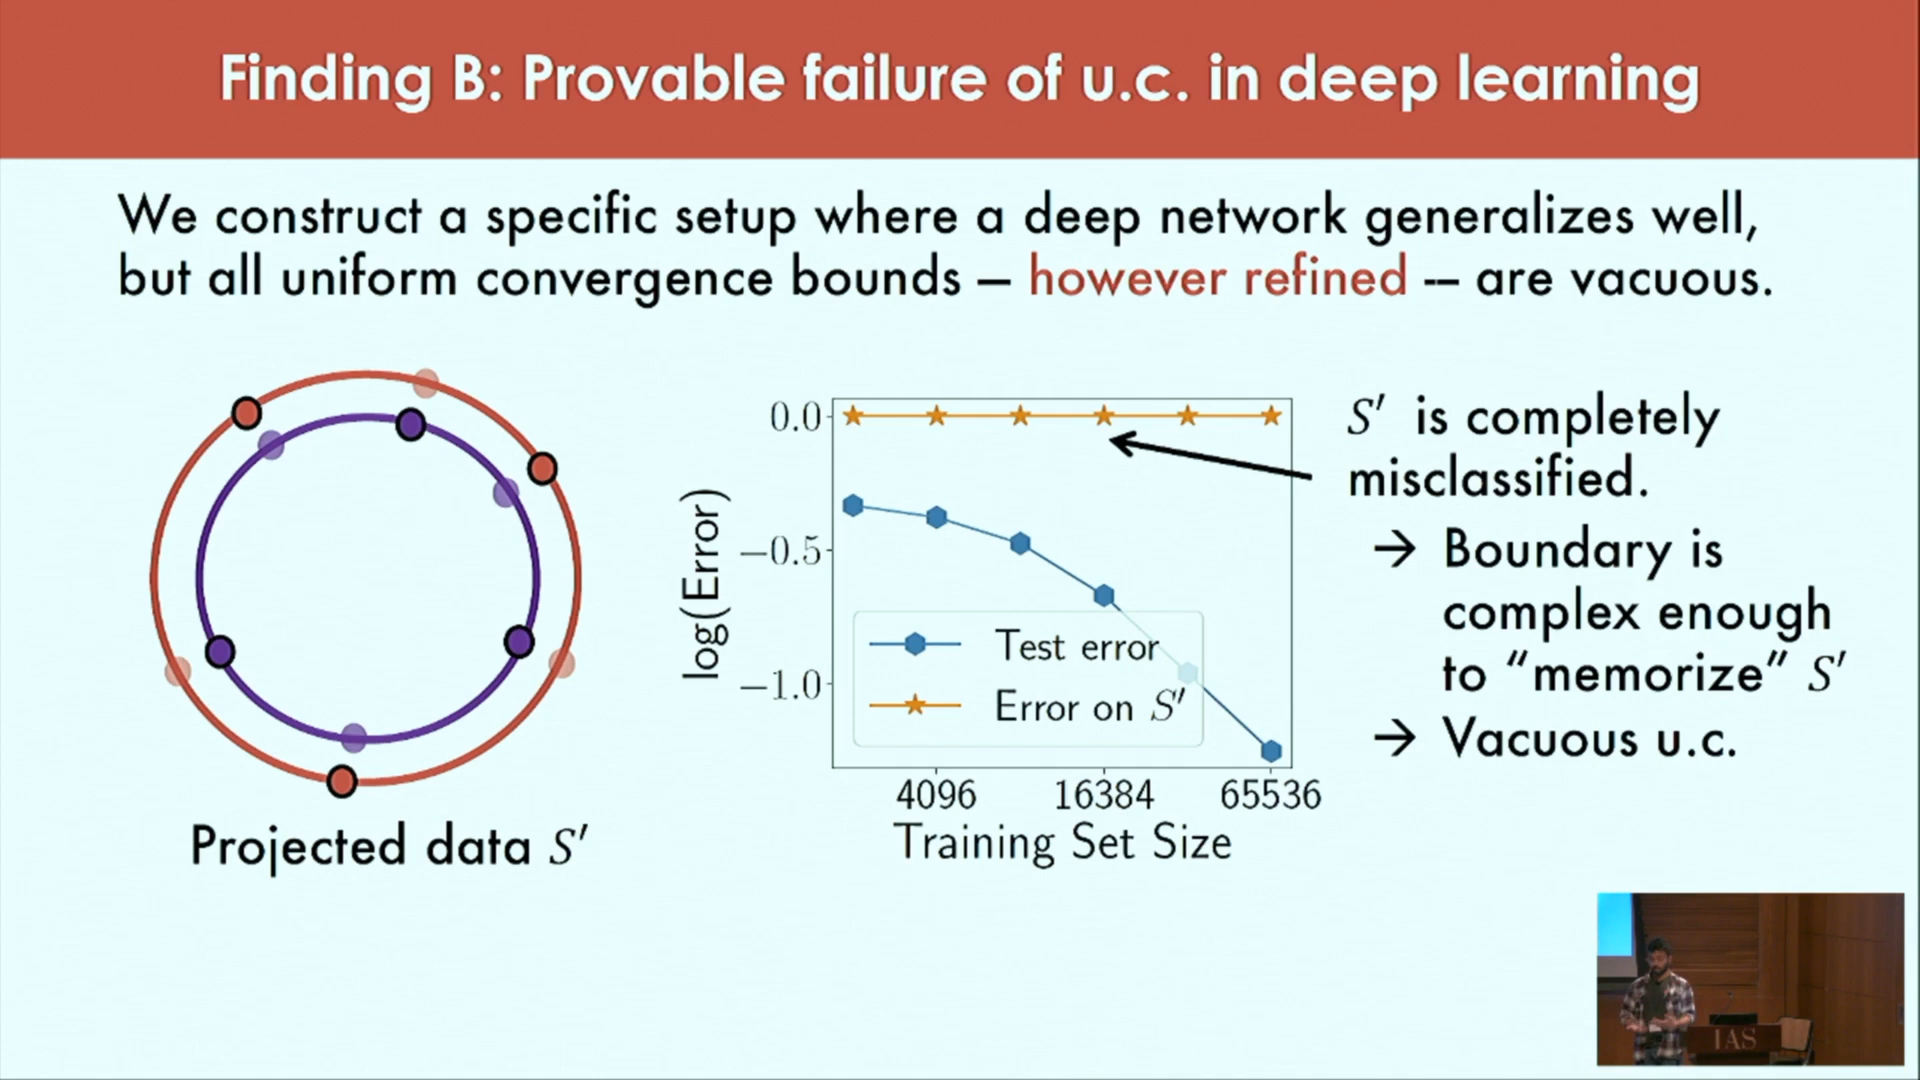 Finding B: Provable failure of u.c. in deep learning
We construct a specific setup where a deep network generalizes well,
but all uniform convergence bounds – however refined -– are vacuous.
Projected data S′
log(Error)
0.0
−0.5
−1.0
Test error
Error on S′
4096 16384 65536
Training Set Size
S′ is completely
misclassified.
→ Boundary is
complex enough
to “memorize” S′
→ Vacuous u.c.
IAS